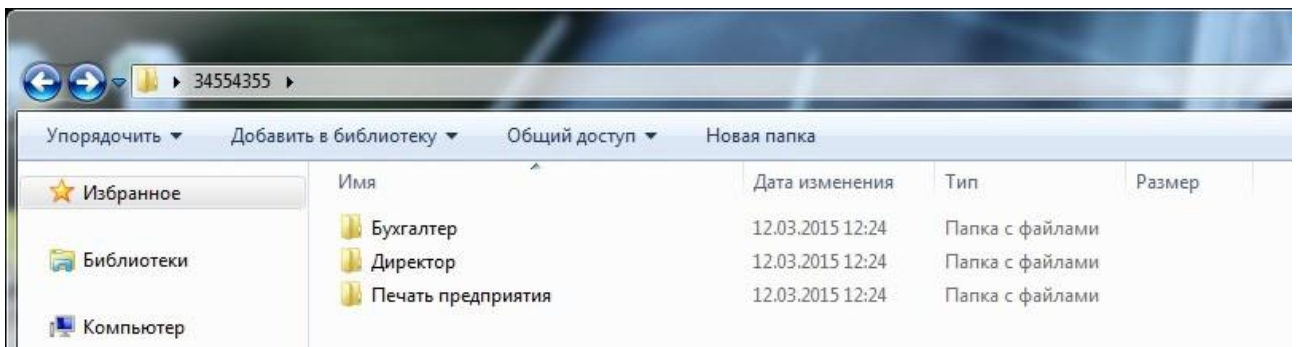 34554355
Упорядочить Добавить в библиотеку Общий доступ Новая папка
Избранное
Библиотеки
Компьютер
Имя Дата изменения Тип Размер
Бухгалтер 12.03.2015 12:24 Папка с файлами
Директор 12.03.2015 12:24 Папка с файлами
Печать предприятия 12.03.2015 12:24 Папка с файлами